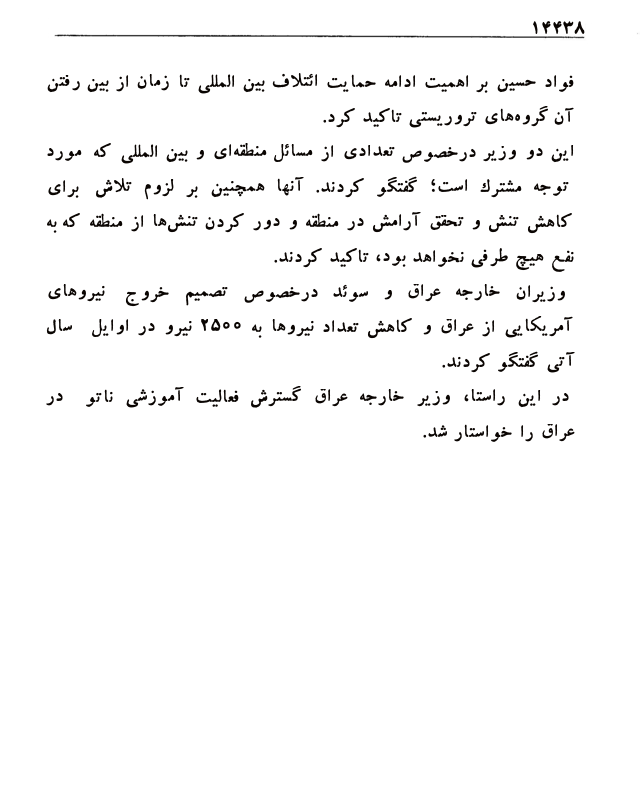 ۱۴۴۳۸
فواد حسین بر اهمیت ادامه حمایت ائتلاف بین المللی تا زمان از بین رفتن
آن گروه‌های تروریستی تاکید کرد.
این دو وزیر درخصوص تعدادی از مسائل منطقه‌ای و بین المللی که مورد
توجه مشترك است؛ گفتگو کردند. آنها همچنین بر لزوم تلاش برای
کاهش تنش و تحقق آرامش در منطقه و دور کردن تنش‌ها از منطقه که به
نفع هیچ طرفی نخواهد بود، تاکید کردند.
وزیران خارجه عراق و سوئد درخصوص تصمیم خروج نیروهای
آمریکایی از عراق و کاهش تعداد نیروها به ۲۵۰۰ نیرو در اوایل سال
آتی گفتگو کردند.
در این راستا، وزیر خارجه عراق گسترش فعالیت آموزشی ناتو در
عراق را خواستار شد.